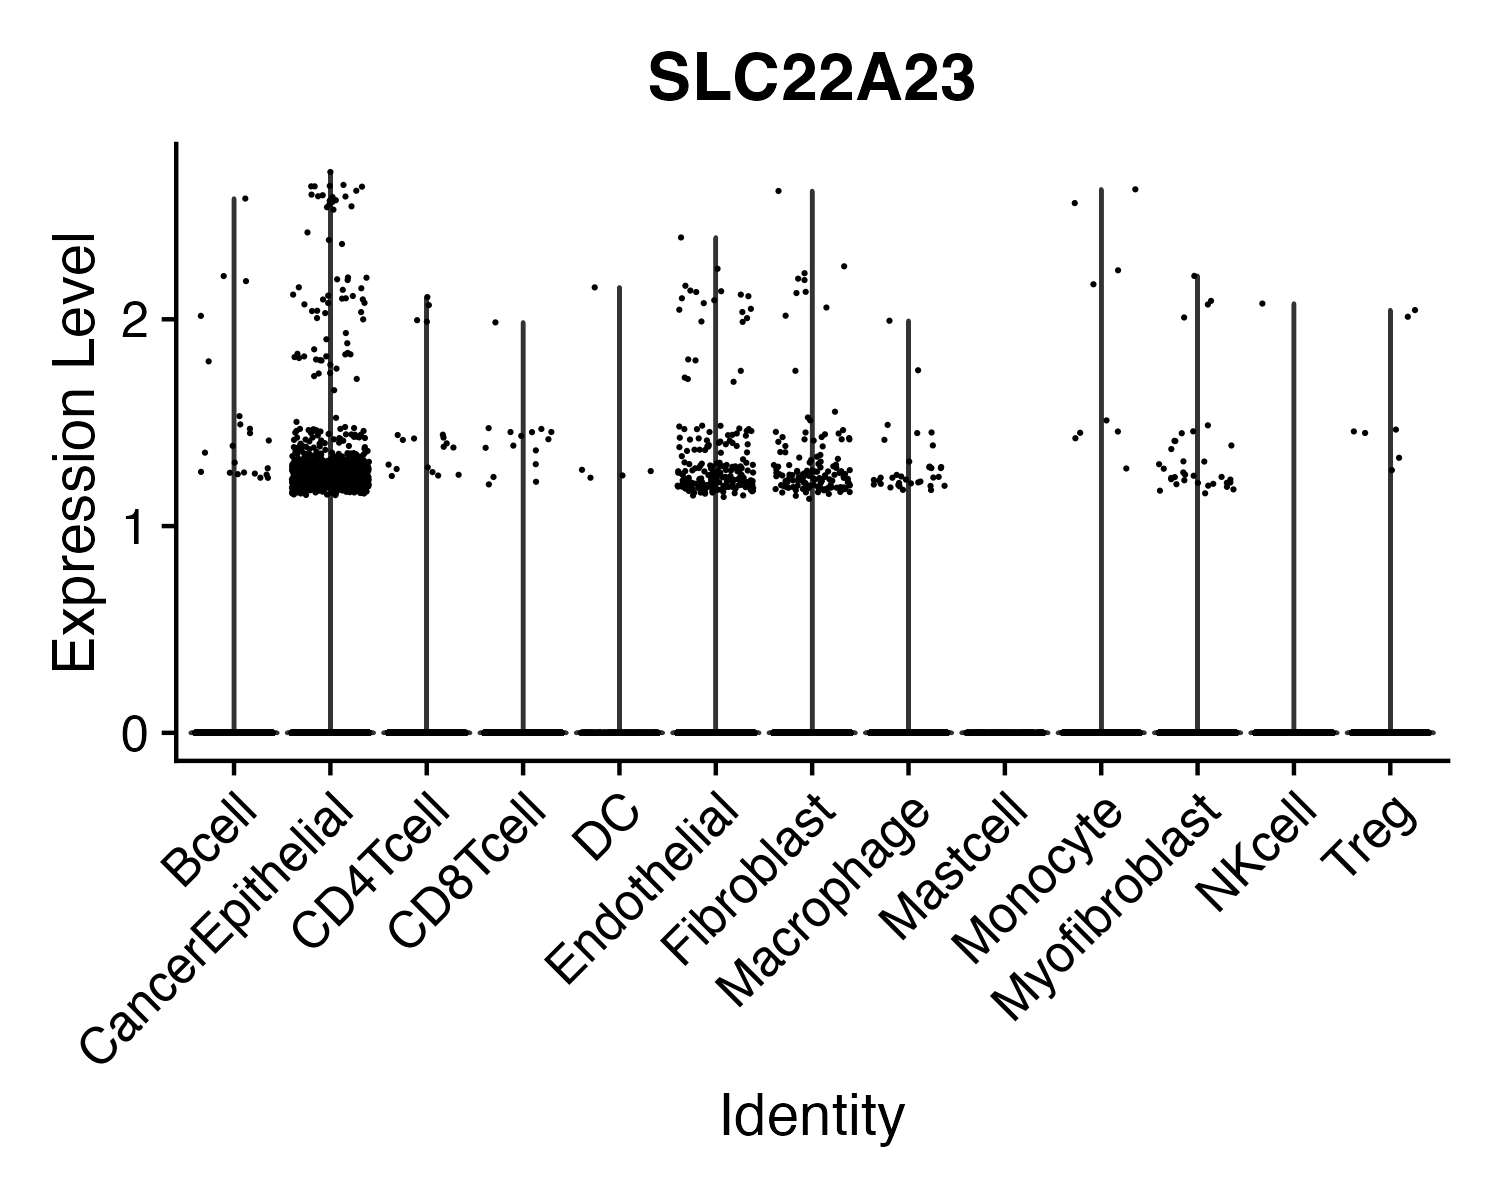 SLC22A23
Expression Level
2
1
0
Bcell
CancerEpithelial
CD4Tcell
CD8Tcell
DC
Endothelial
Fibroblast
Macrophage
Mastcell
Monocyte
Myofibroblast
NKcell
Treg
Identity